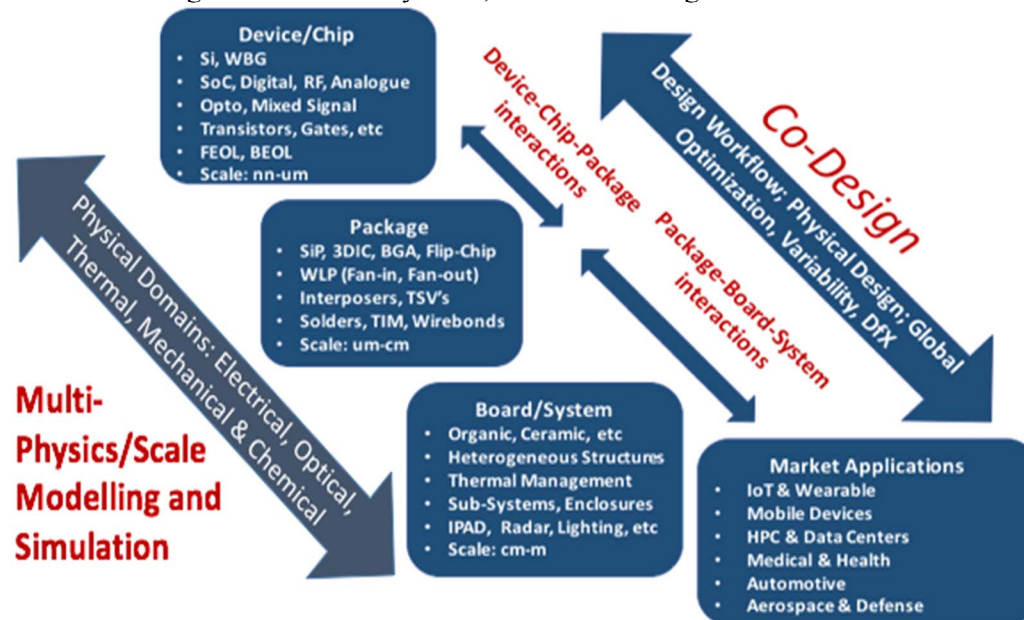 Device/Chip
• Si, WBG
• SoC, Digital, RF, Analogue
• Opto, Mixed Signal
• Transistors, Gates, etc
• FEOL, BEOL
• Scale: nn-um
Device-Chip-Package
interactions
Co-Design
Design Workflow; Physical Design; Global
Optimization, Variability, DfX
Package
• SiP, 3DIC, BGA, Flip-Chip
• WLP (Fan-in, Fan-out)
• Interposers, TSV's
• Solders, TIM, Wirebonds
• Scale: um-cm
Package-Board-System
interactions
Physical Domains: Electrical, Optical,
Thermal, Mechanical & Chemical
Multi-
Physics/Scale
Modelling and
Simulation
Board/System
• Organic, Ceramic, etc
• Heterogeneous Structures
• Thermal Management
• Sub-Systems, Enclosures
• IPAD, Radar, Lighting, etc
• Scale: cm-m
Market Applications
• IoT & Wearable
• Mobile Devices
• HPC & Data Centers
• Medical & Health
• Automotive
• Aerospace & Defense